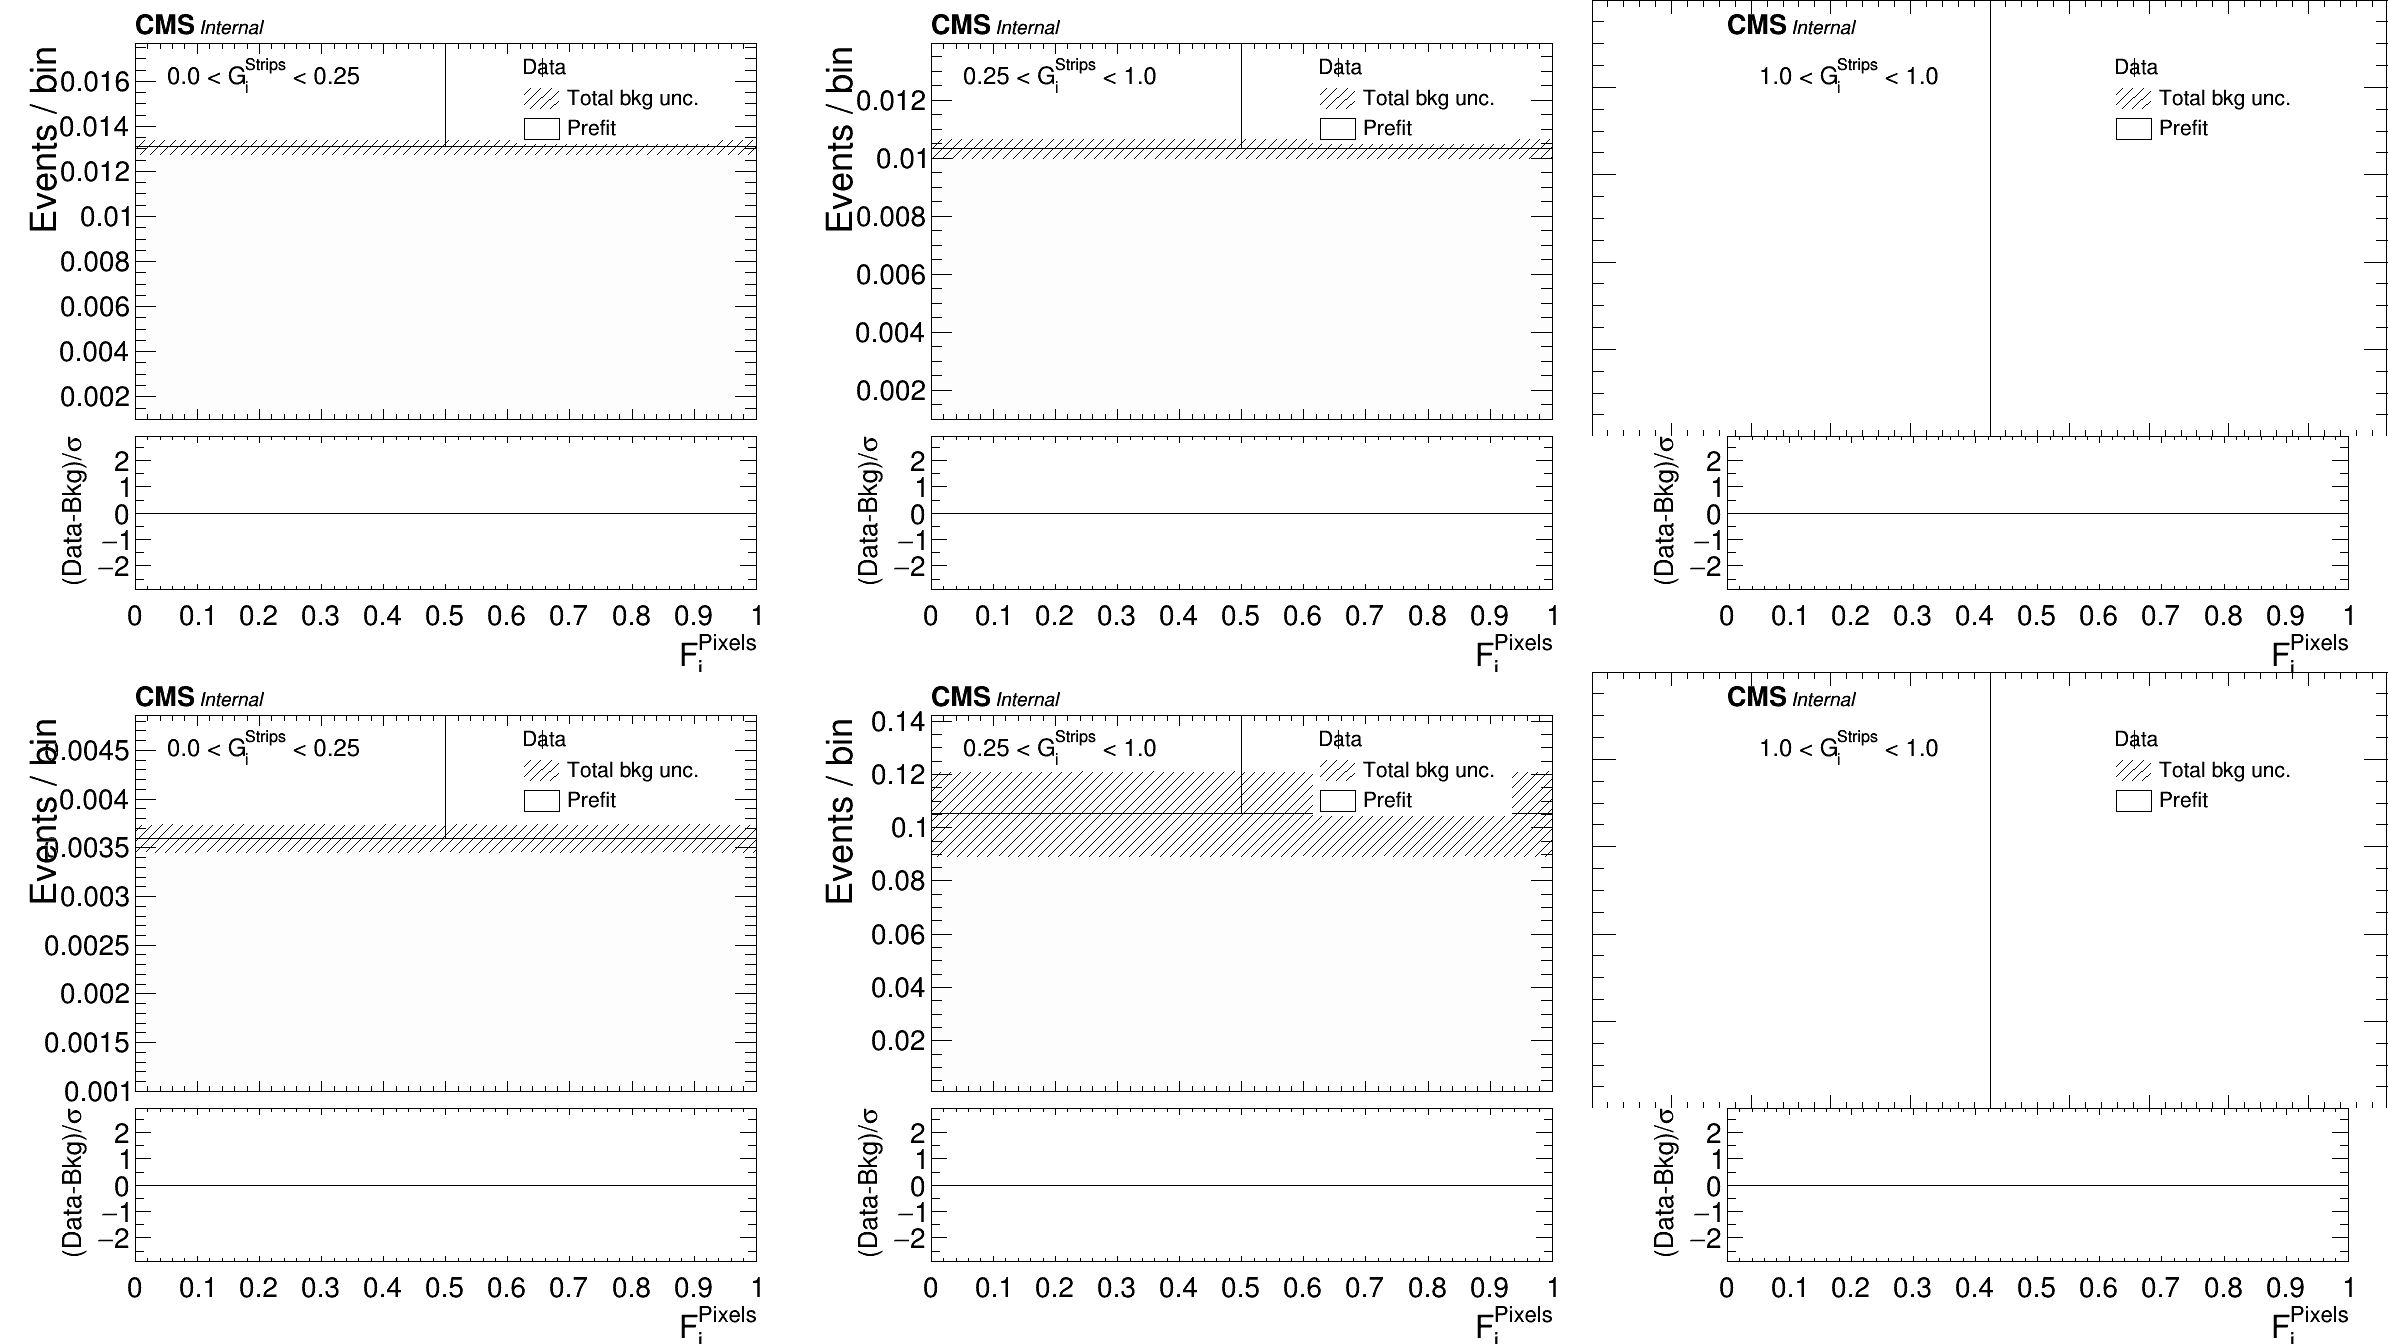 CMS Internal
Events / bin
0.0 < G_i^Strips < 0.25
Data
Total bkg unc.
Prefit
0.016
0.014
0.012
0.01
0.008
0.006
0.004
0.002
(Data-Bkg)/σ
2
1
0
−1
−2
0 0.1 0.2 0.3 0.4 0.5 0.6 0.7 0.8 0.9 1
F_i^Pixels
CMS Internal
Events / bin
0.25 < G_i^Strips < 1.0
Data
Total bkg unc.
Prefit
0.012
0.01
0.008
0.006
0.004
0.002
(Data-Bkg)/σ
2
1
0
−1
−2
0 0.1 0.2 0.3 0.4 0.5 0.6 0.7 0.8 0.9 1
F_i^Pixels
CMS Internal
1.0 < G_i^Strips < 1.0
Data
Total bkg unc.
Prefit
(Data-Bkg)/σ
2
1
0
−1
−2
0 0.1 0.2 0.3 0.4 0.5 0.6 0.7 0.8 0.9 1
F_i^Pixels
CMS Internal
Events / bin
0.0 < G_i^Strips < 0.25
Data
Total bkg unc.
Prefit
0.0045
0.004
0.0035
0.003
0.0025
0.002
0.0015
0.001
(Data-Bkg)/σ
2
1
0
−1
−2
0 0.1 0.2 0.3 0.4 0.5 0.6 0.7 0.8 0.9 1
F_i^Pixels
CMS Internal
Events / bin
0.25 < G_i^Strips < 1.0
Data
Total bkg unc.
Prefit
0.14
0.12
0.1
0.08
0.06
0.04
0.02
(Data-Bkg)/σ
2
1
0
−1
−2
0 0.1 0.2 0.3 0.4 0.5 0.6 0.7 0.8 0.9 1
F_i^Pixels
CMS Internal
1.0 < G_i^Strips < 1.0
Data
Total bkg unc.
Prefit
(Data-Bkg)/σ
2
1
0
−1
−2
0 0.1 0.2 0.3 0.4 0.5 0.6 0.7 0.8 0.9 1
F_i^Pixels